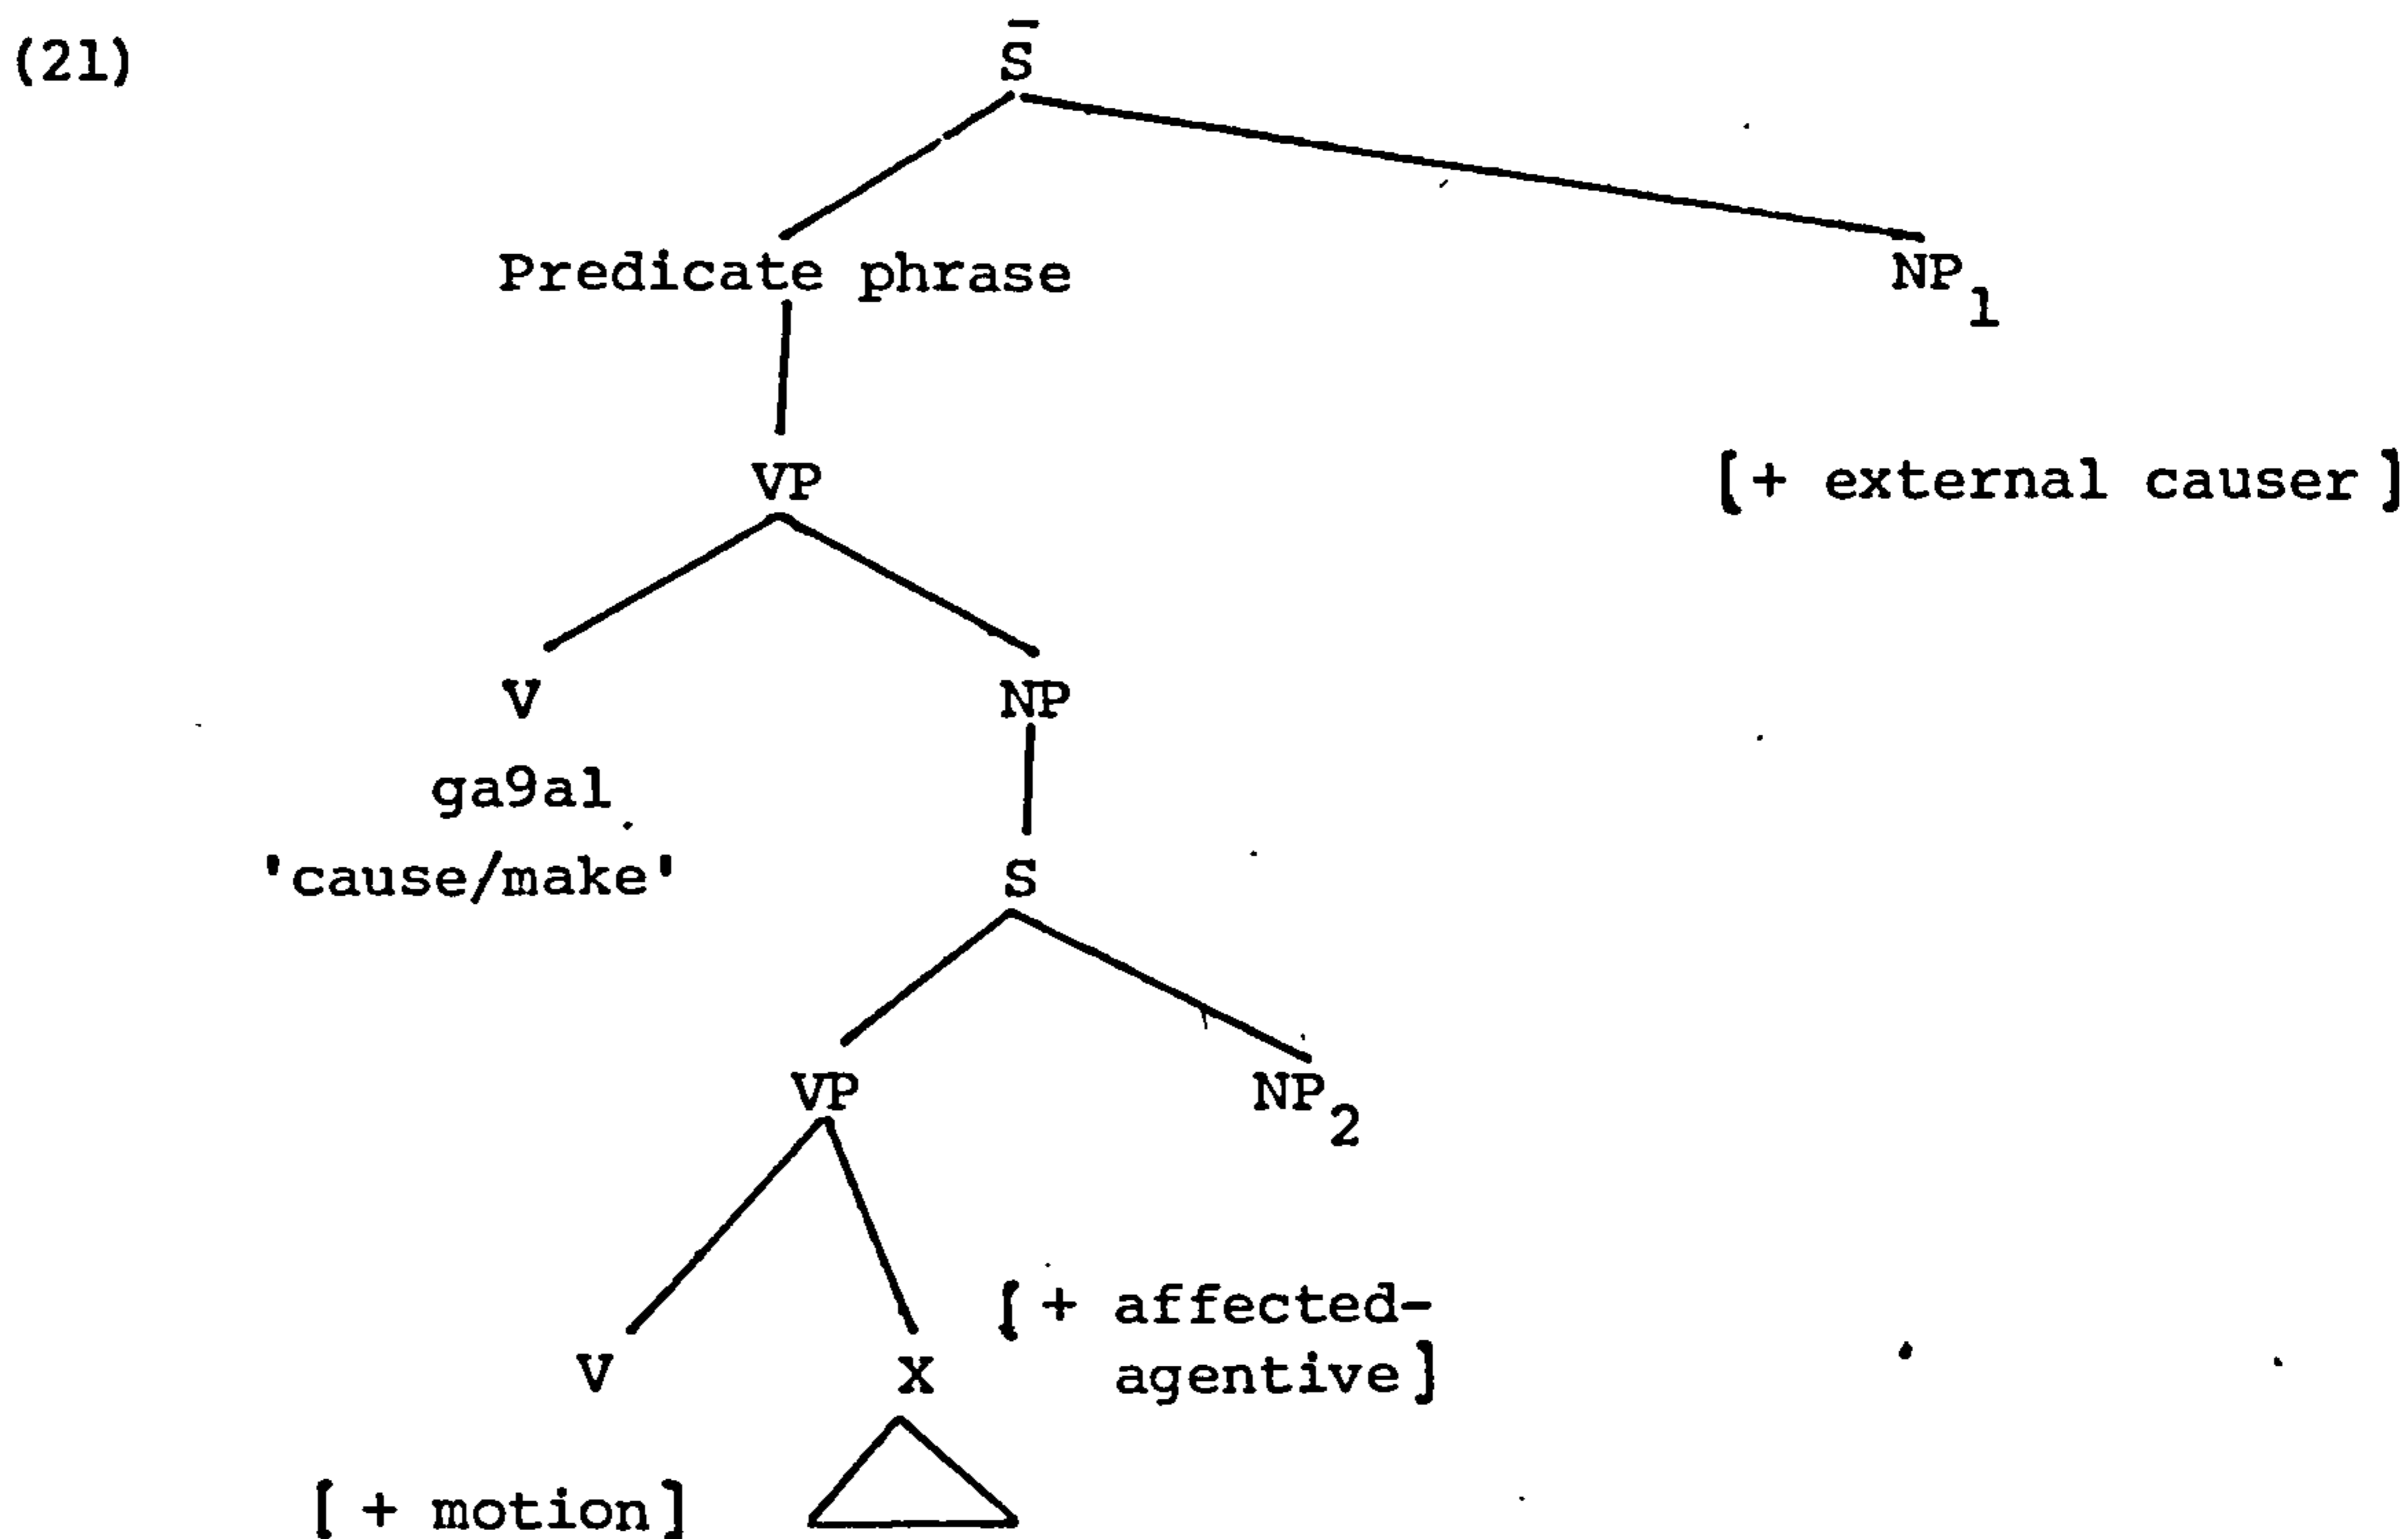 (21)
S̄
Predicate phrase NP₁
VP [+ external causer]
V NP
ga9al
'cause/make' S
VP NP₂
[+ affected-
V X agentive]
[+ motion]